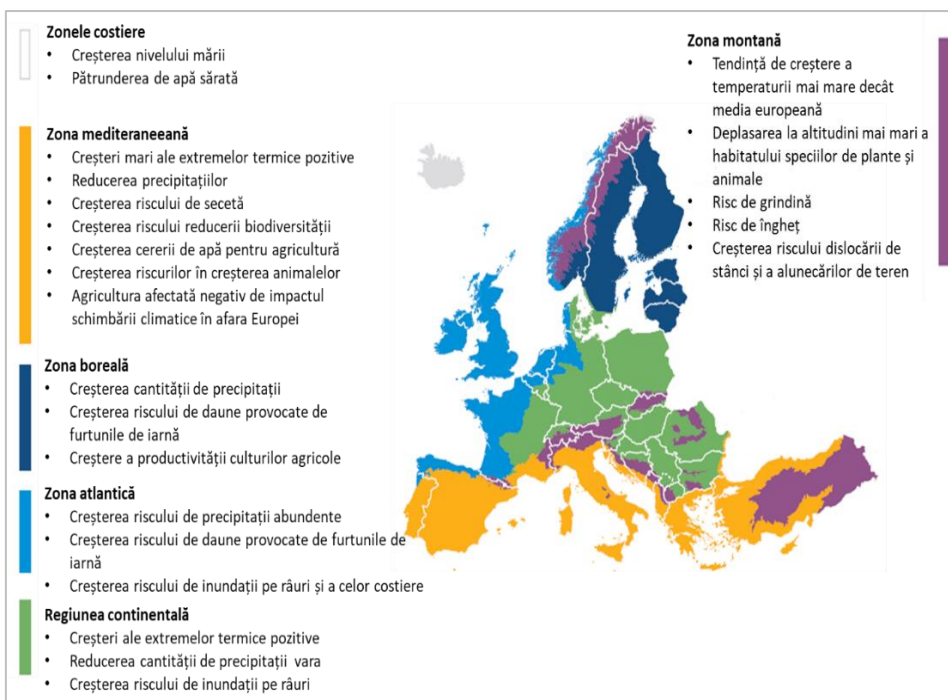 Zonele costiere
• Creșterea nivelului mării
• Pătrunderea de apă sărată
Zona mediteraneeană
• Creșteri mari ale extremelor termice pozitive
• Reducerea precipitațiilor
• Creșterea riscului de secetă
• Creșterea riscului reducerii biodiversității
• Creșterea cererii de apă pentru agricultură
• Creșterea riscurilor în creșterea animalelor
• Agricultura afectată negativ de impactul
schimbării climatice în afara Europei
Zona boreală
• Creșterea cantității de precipitații
• Creșterea riscului de daune provocate de
furtunile de iarnă
• Creștere a productivității culturilor agricole
Zona atlantică
• Creșterea riscului de precipitații abundente
• Creșterea riscului de daune provocate de furtunile de
iarnă
• Creșterea riscului de inundații pe râuri și a celor costiere
Regiunea continentală
• Creșteri ale extremelor termice pozitive
• Reducerea cantității de precipitații vara
• Creșterea riscului de inundații pe râuri
Zona montană
• Tendință de creștere a
temperaturii mai mare decât
media europeană
• Deplasarea la altitudini mai mari a
habitatului speciilor de plante și
animale
• Risc de grindină
• Risc de îngheț
• Creșterea riscului dislocării de
stânci și a alunecărilor de teren